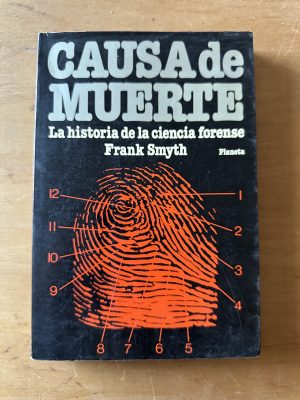 CAUSA de
MUERTE
La historia de la ciencia forense
Frank Smyth
Planeta
12
1
11
2
10
3
9
4
8 7 6 5